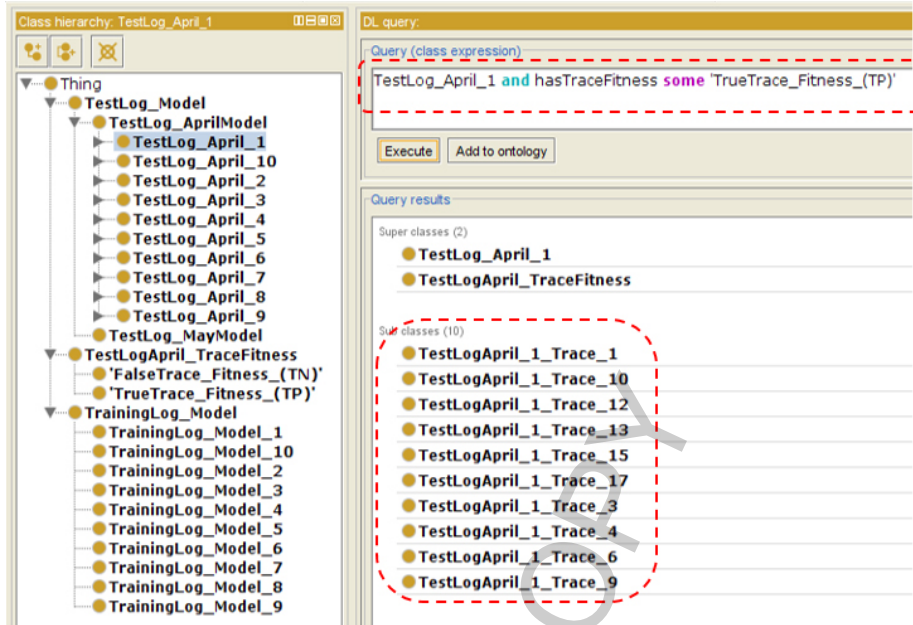 Class hierarchy: TestLog_April_1
Thing
TestLog_Model
TestLog_AprilModel
TestLog_April_1
TestLog_April_10
TestLog_April_2
TestLog_April_3
TestLog_April_4
TestLog_April_5
TestLog_April_6
TestLog_April_7
TestLog_April_8
TestLog_April_9
TestLog_MayModel
TestLogApril_TraceFitness
'FalseTrace_Fitness_(TN)'
'TrueTrace_Fitness_(TP)'
TrainingLog_Model
TrainingLog_Model_1
TrainingLog_Model_10
TrainingLog_Model_2
TrainingLog_Model_3
TrainingLog_Model_4
TrainingLog_Model_5
TrainingLog_Model_6
TrainingLog_Model_7
TrainingLog_Model_8
TrainingLog_Model_9
DL query:
Query (class expression)
TestLog_April_1 and hasTraceFitness some 'TrueTrace_Fitness_(TP)'
Execute Add to ontology
Query results
Super classes (2)
TestLog_April_1
TestLogApril_TraceFitness
Sub classes (10)
TestLogApril_1_Trace_1
TestLogApril_1_Trace_10
TestLogApril_1_Trace_12
TestLogApril_1_Trace_13
TestLogApril_1_Trace_15
TestLogApril_1_Trace_17
TestLogApril_1_Trace_3
TestLogApril_1_Trace_4
TestLogApril_1_Trace_6
TestLogApril_1_Trace_9
OPY